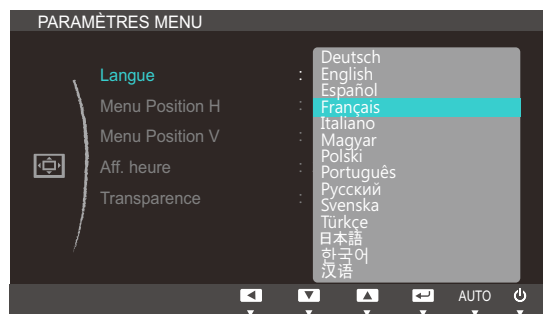 PARAMÈTRES MENU
Langue :
Menu Position H :
Menu Position V :
Aff. heure :
Transparence :
Deutsch
English
Español
Français
Italiano
Magyar
Polski
Português
Русский
Svenska
Türkçe
日本語
한국어
汉语
AUTO